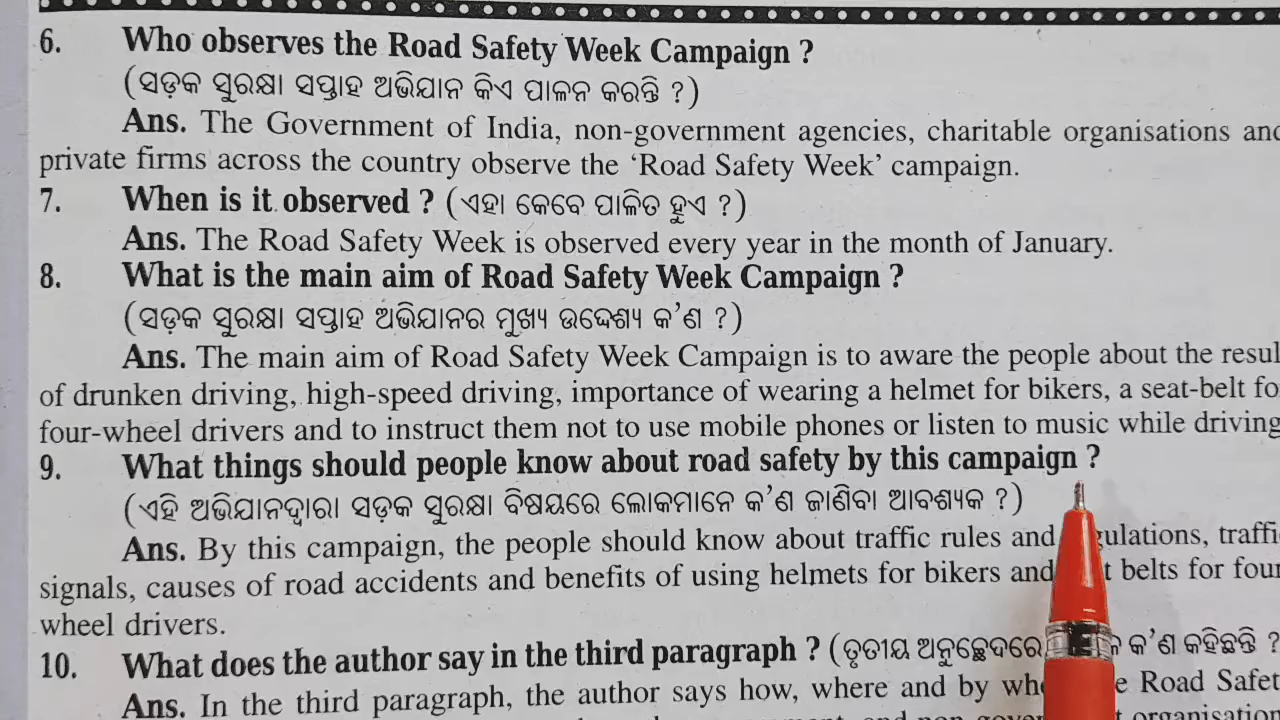 6. Who observes the Road Safety Week Campaign ?
(ସଡ଼କ ସୁରକ୍ଷା ସପ୍ତାହ ଅଭିଯାନ କିଏ ପାଳନ କରନ୍ତି ?)
Ans. The Government of India, non-government agencies, charitable organisations and
private firms across the country observe the ‘Road Safety Week’ campaign.
7. When is it observed ? (ଏହା କେବେ ପାଳିତ ହୁଏ ?)
Ans. The Road Safety Week is observed every year in the month of January.
8. What is the main aim of Road Safety Week Campaign ?
(ସଡ଼କ ସୁରକ୍ଷା ସପ୍ତାହ ଅଭିଯାନର ମୁଖ୍ୟ ଉଦ୍ଦେଶ୍ୟ କ’ଣ ?)
Ans. The main aim of Road Safety Week Campaign is to aware the people about the resul
of drunken driving, high-speed driving, importance of wearing a helmet for bikers, a seat-belt fo
four-wheel drivers and to instruct them not to use mobile phones or listen to music while driving
9. What things should people know about road safety by this campaign ?
(ଏହି ଅଭିଯାନଦ୍ୱାରା ସଡ଼କ ସୁରକ୍ଷା ବିଷୟରେ ଲୋକମାନେ କ’ଣ ଜାଣିବା ଆବଶ୍ୟକ ?)
Ans. By this campaign, the people should know about traffic rules and gulations, traffi
signals, causes of road accidents and benefits of using helmets for bikers and t belts for four
wheel drivers.
10. What does the author say in the third paragraph ? (ତୃତୀୟ ଅନୁଚ୍ଛେଦରେ କ’ଣ କହିଛନ୍ତି ?
Ans. In the third paragraph, the author says how, where and by wh e Road Safet
organisation